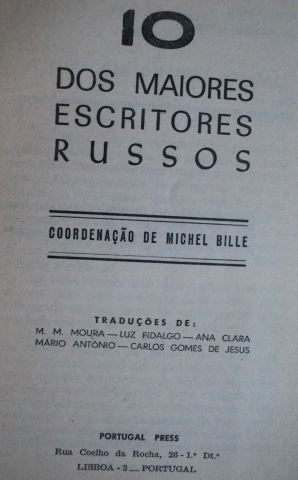 10
DOS MAIORES
ESCRITORES
RUSSOS
COORDENAÇÃO DE MICHEL BILLE
TRADUÇÕES DE:
M. M. MOURA — LUZ FIDALGO — ANA CLARA
MÁRIO ANTÓNIO — CARLOS GOMES DE JESUS
PORTUGAL PRESS
Rua Coelho da Rocha, 26 - 1.º Dt.º
LISBOA - 3 — PORTUGAL